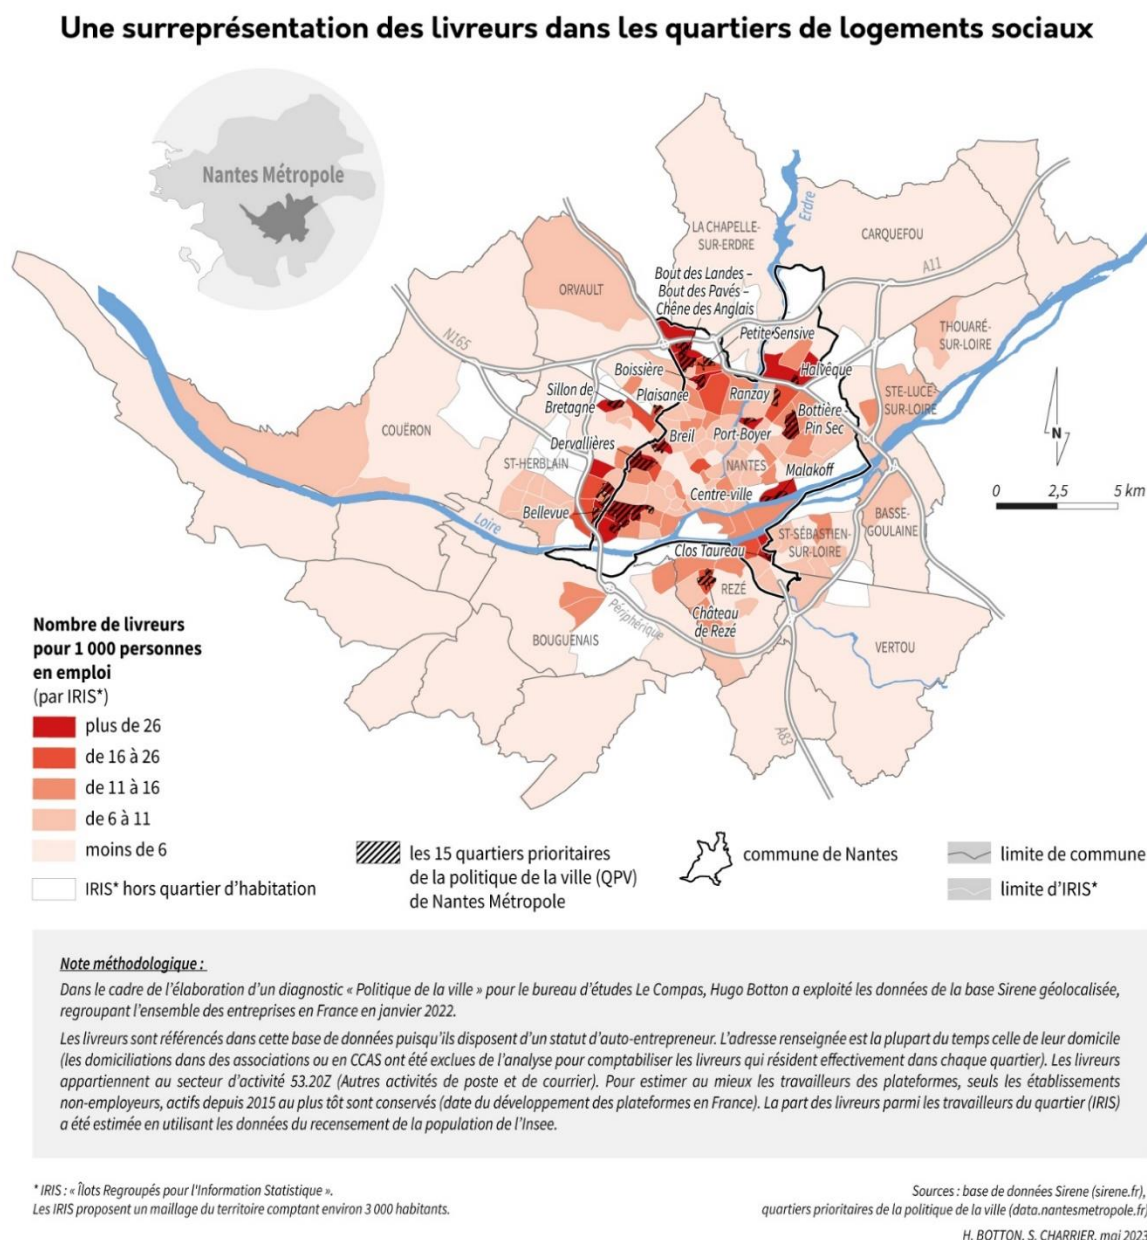 Une surreprésentation des livreurs dans les quartiers de logements sociaux
Nantes Métropole
Erdre
LA CHAPELLE-
SUR-ERDRE
CARQUEFOU
A11
Bout des Landes –
Bout des Pavés –
Chêne des Anglais
ORVAULT
N165
Petite Sensive
THOUARÉ-
SUR-LOIRE
Boissière
Halvêque
Sillon de
Bretagne
Plaisance
Ranzay
STE-LUCE-
SUR-LOIRE
Bottière -
Pin Sec
COUËRON
Breil
Port-Boyer
Dervallières
ST-HERBLAIN
NANTES
Malakoff
N
Centre-ville
0 2,5 5 km
Bellevue
Loire
BASSE-
GOULAINE
ST-SÉBASTIEN-
SUR-LOIRE
Clos Taureau
REZÉ
Périphérique
Château
de Rezé
BOUGUENAIS
VERTOU
A83
Nombre de livreurs
pour 1 000 personnes
en emploi
(par IRIS*)
plus de 26
de 16 à 26
de 11 à 16
de 6 à 11
moins de 6
IRIS* hors quartier d’habitation
les 15 quartiers prioritaires
de la politique de la ville (QPV)
de Nantes Métropole
commune de Nantes
limite de commune
limite d’IRIS*
Note méthodologique :
Dans le cadre de l’élaboration d’un diagnostic « Politique de la ville » pour le bureau d’études Le Compas, Hugo Botton a exploité les données de la base Sirene géolocalisée,
regroupant l’ensemble des entreprises en France en janvier 2022.
Les livreurs sont référencés dans cette base de données puisqu’ils disposent d’un statut d’auto-entrepreneur. L’adresse renseignée est la plupart du temps celle de leur domicile
(les domiciliations dans des associations ou en CCAS ont été exclues de l’analyse pour comptabiliser les livreurs qui résident effectivement dans chaque quartier). Les livreurs
appartiennent au secteur d’activité 53.20Z (Autres activités de poste et de courrier). Pour estimer au mieux les travailleurs des plateformes, seuls les établissements
non-employeurs, actifs depuis 2015 au plus tôt sont conservés (date du développement des plateformes en France). La part des livreurs parmi les travailleurs du quartier (IRIS)
a été estimée en utilisant les données du recensement de la population de l’Insee.
* IRIS : « Îlots Regroupés pour l'Information Statistique ».
Les IRIS proposent un maillage du territoire comptant environ 3 000 habitants.
Sources : base de données Sirene (sirene.fr),
quartiers prioritaires de la politique de la ville (data.nantesmetropole.fr)
H. BOTTON, S. CHARRIER, mai 2023